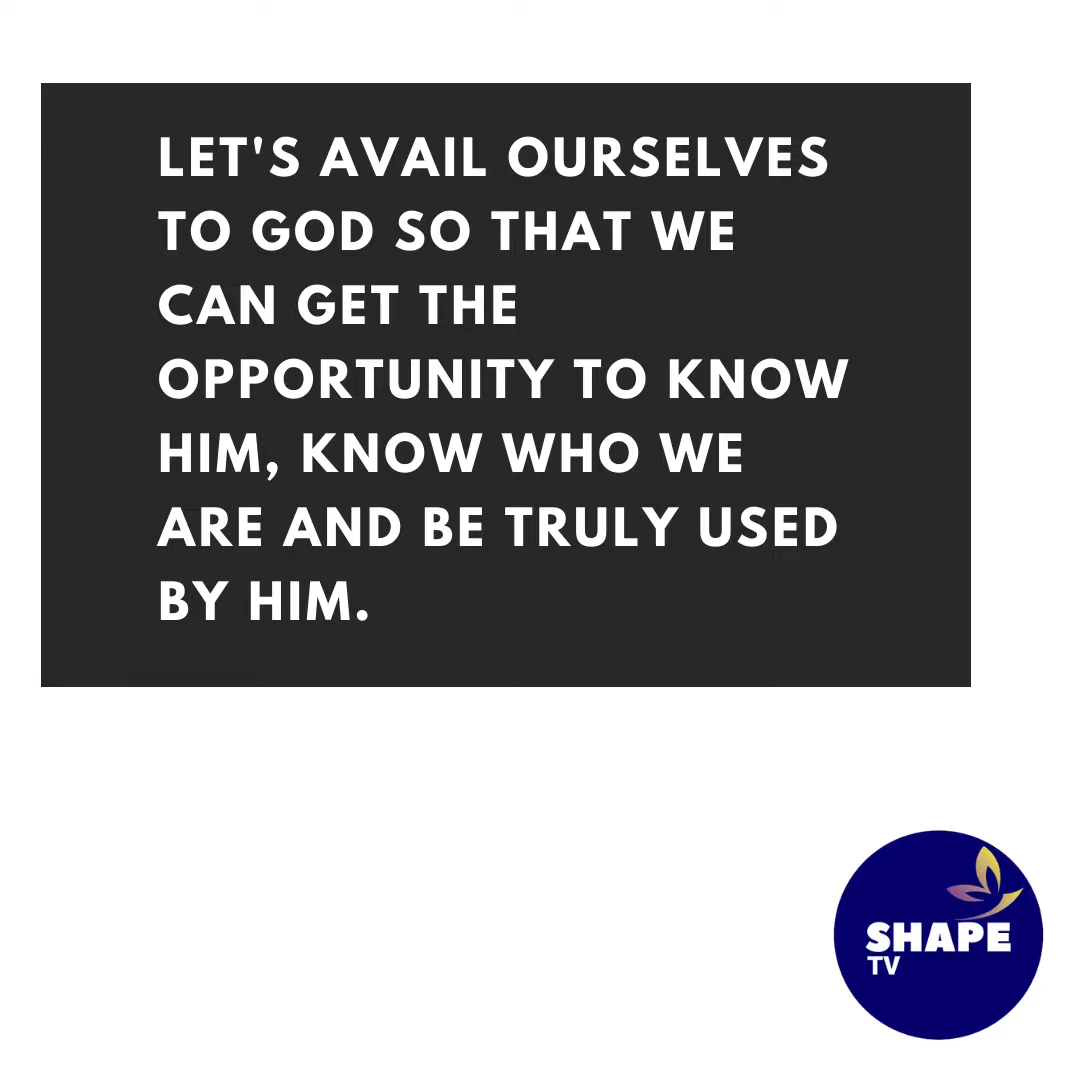 LET'S AVAIL OURSELVES
TO GOD SO THAT WE
CAN GET THE
OPPORTUNITY TO KNOW
HIM, KNOW WHO WE
ARE AND BE TRULY USED
BY HIM.
SHAPE
TV